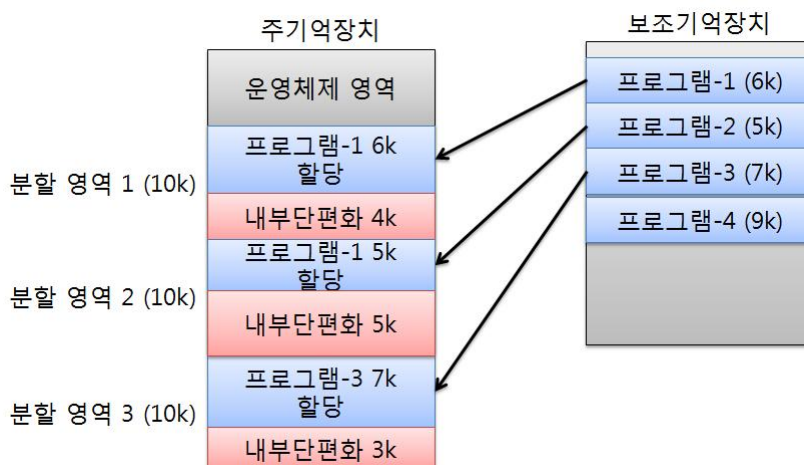 주기억장치
보조기억장치
운영체제 영역
프로그램-1 (6k)
프로그램-2 (5k)
프로그램-3 (7k)
프로그램-4 (9k)
분할 영역 1 (10k)
프로그램-1 6k
할당
내부단편화 4k
분할 영역 2 (10k)
프로그램-1 5k
할당
내부단편화 5k
분할 영역 3 (10k)
프로그램-3 7k
할당
내부단편화 3k